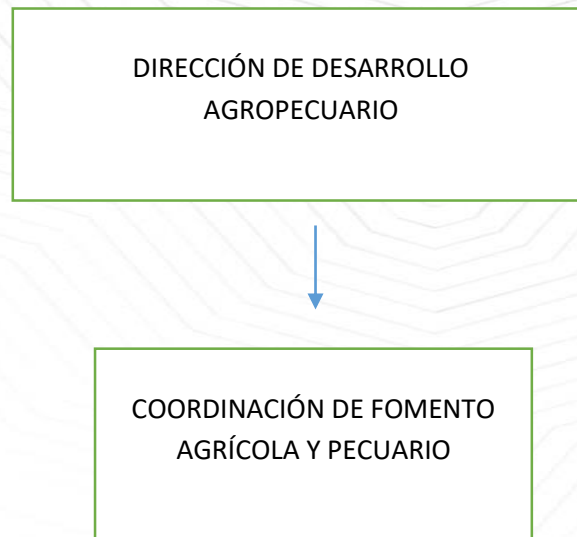 DIRECCIÓN DE DESARROLLO
AGROPECUARIO
COORDINACIÓN DE FOMENTO
AGRÍCOLA Y PECUARIO